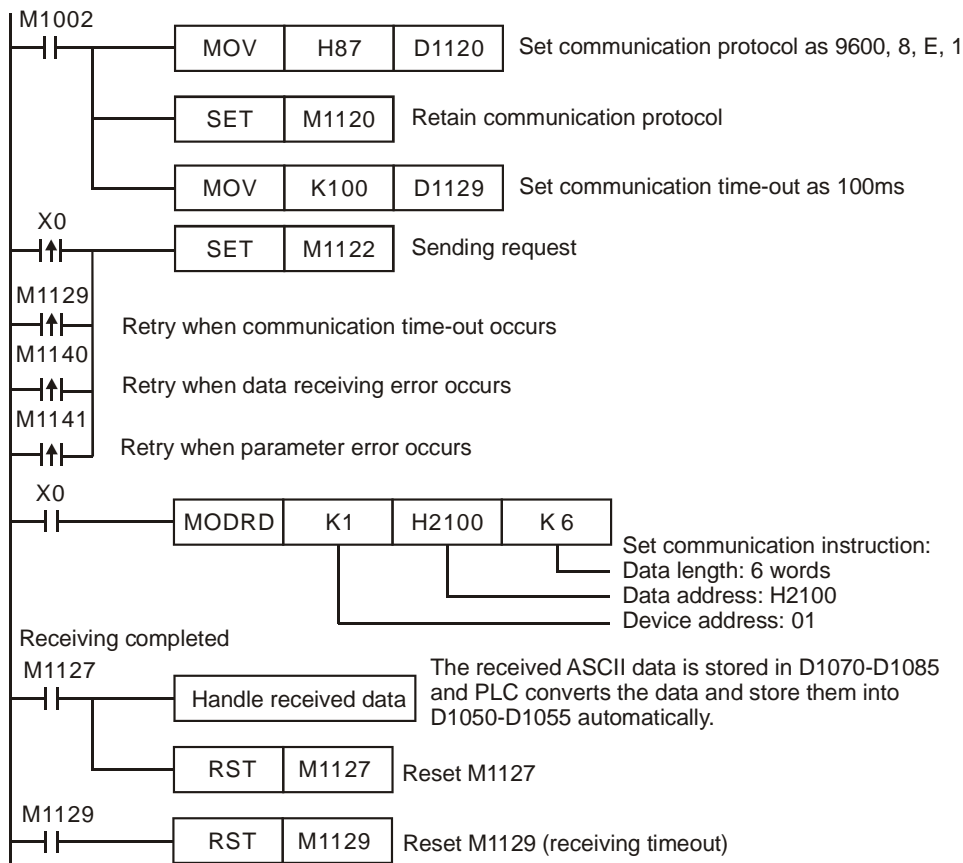 M1002
MOV H87 D1120 Set communication protocol as 9600, 8, E, 1
SET M1120 Retain communication protocol
MOV K100 D1129 Set communication time-out as 100ms
X0
SET M1122 Sending request
M1129
Retry when communication time-out occurs
M1140
Retry when data receiving error occurs
M1141
Retry when parameter error occurs
X0
MODRD K1 H2100 K 6
Set communication instruction:
Data length: 6 words
Data address: H2100
Device address: 01
Receiving completed
M1127
Handle received data
The received ASCII data is stored in D1070-D1085
and PLC converts the data and store them into
D1050-D1055 automatically.
RST M1127 Reset M1127
M1129
RST M1129 Reset M1129 (receiving timeout)